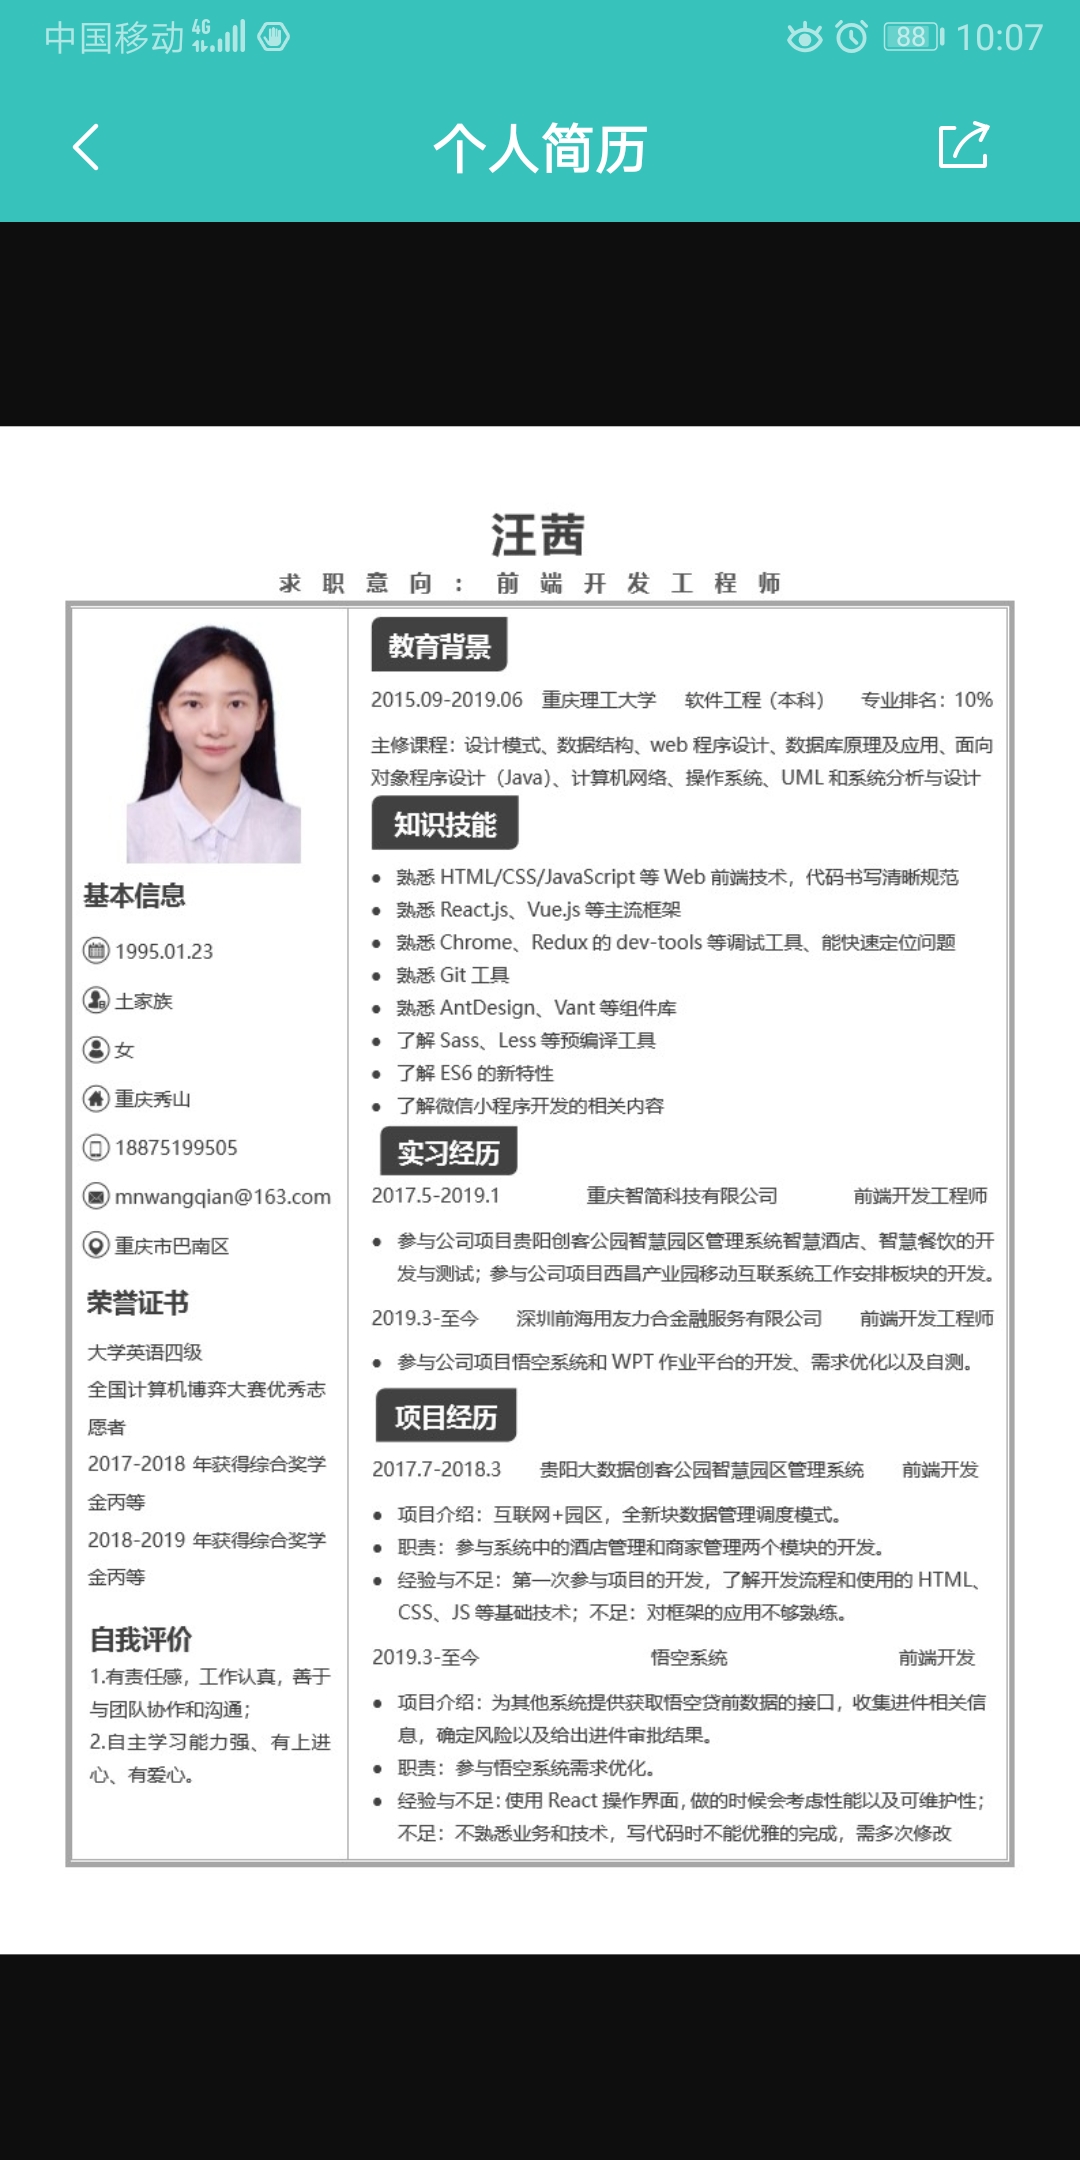 中国移动 4G 88 10:07
个人简历
汪茜
求职意向：前端开发工程师
基本信息
1995.01.23
土家族
女
重庆秀山
18875199505
mnwangqian@163.com
重庆市巴南区
荣誉证书
大学英语四级
全国计算机博弈大赛优秀志
愿者
2017-2018 年获得综合奖学
金丙等
2018-2019 年获得综合奖学
金丙等
自我评价
1.有责任感，工作认真，善于
与团队协作和沟通；
2.自主学习能力强、有上进
心、有爱心。
教育背景
2015.09-2019.06 重庆理工大学 软件工程（本科） 专业排名：10%
主修课程：设计模式、数据结构、web 程序设计、数据库原理及应用、面向
对象程序设计（Java）、计算机网络、操作系统、UML 和系统分析与设计
知识技能
● 熟悉 HTML/CSS/JavaScript 等 Web 前端技术，代码书写清晰规范
● 熟悉 React.js、Vue.js 等主流框架
● 熟悉 Chrome、Redux 的 dev-tools 等调试工具、能快速定位问题
● 熟悉 Git 工具
● 熟悉 AntDesign、Vant 等组件库
● 了解 Sass、Less 等预编译工具
● 了解 ES6 的新特性
● 了解微信小程序开发的相关内容
实习经历
2017.5-2019.1 重庆智简科技有限公司 前端开发工程师
● 参与公司项目贵阳创客公园智慧园区管理系统智慧酒店、智慧餐饮的开
发与测试；参与公司项目西昌产业园移动互联系统工作安排板块的开发。
2019.3-至今 深圳前海用友力合金融服务有限公司 前端开发工程师
● 参与公司项目悟空系统和 WPT 作业平台的开发、需求优化以及自测。
项目经历
2017.7-2018.3 贵阳大数据创客公园智慧园区管理系统 前端开发
● 项目介绍：互联网+园区，全新块数据管理调度模式。
● 职责：参与系统中的酒店管理和商家管理两个模块的开发。
● 经验与不足：第一次参与项目的开发，了解开发流程和使用的 HTML、
CSS、JS 等基础技术；不足：对框架的应用不够熟练。
2019.3-至今 悟空系统 前端开发
● 项目介绍：为其他系统提供获取悟空贷前数据的接口，收集进件相关信
息，确定风险以及给出进件审批结果。
● 职责：参与悟空系统需求优化。
● 经验与不足：使用 React 操作界面，做的时候会考虑性能以及可维护性；
不足：不熟悉业务和技术，写代码时不能优雅的完成，需多次修改